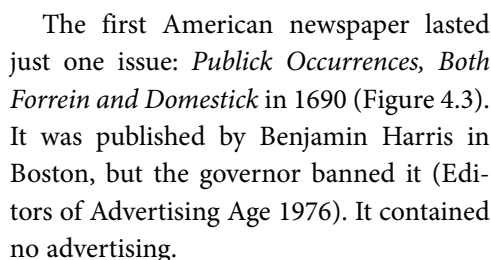 The first American newspaper lasted
just one issue: Publick Occurrences, Both
Forrein and Domestick in 1690 (Figure 4.3).
It was published by Benjamin Harris in
Boston, but the governor banned it (Edi-
tors of Advertising Age 1976). It contained
no advertising.